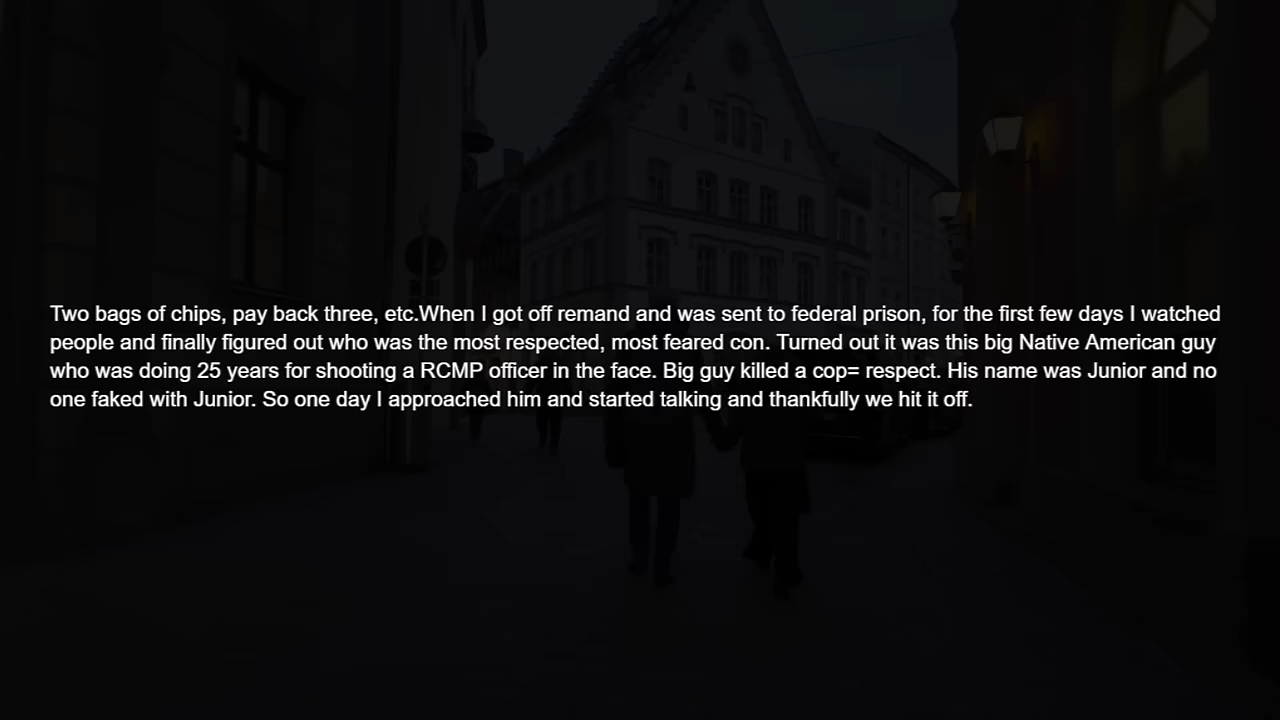 Two bags of chips, pay back three, etc.When I got off remand and was sent to federal prison, for the first few days I watched
people and finally figured out who was the most respected, most feared con. Turned out it was this big Native American guy
who was doing 25 years for shooting a RCMP officer in the face. Big guy killed a cop= respect. His name was Junior and no
one faked with Junior. So one day I approached him and started talking and thankfully we hit it off.